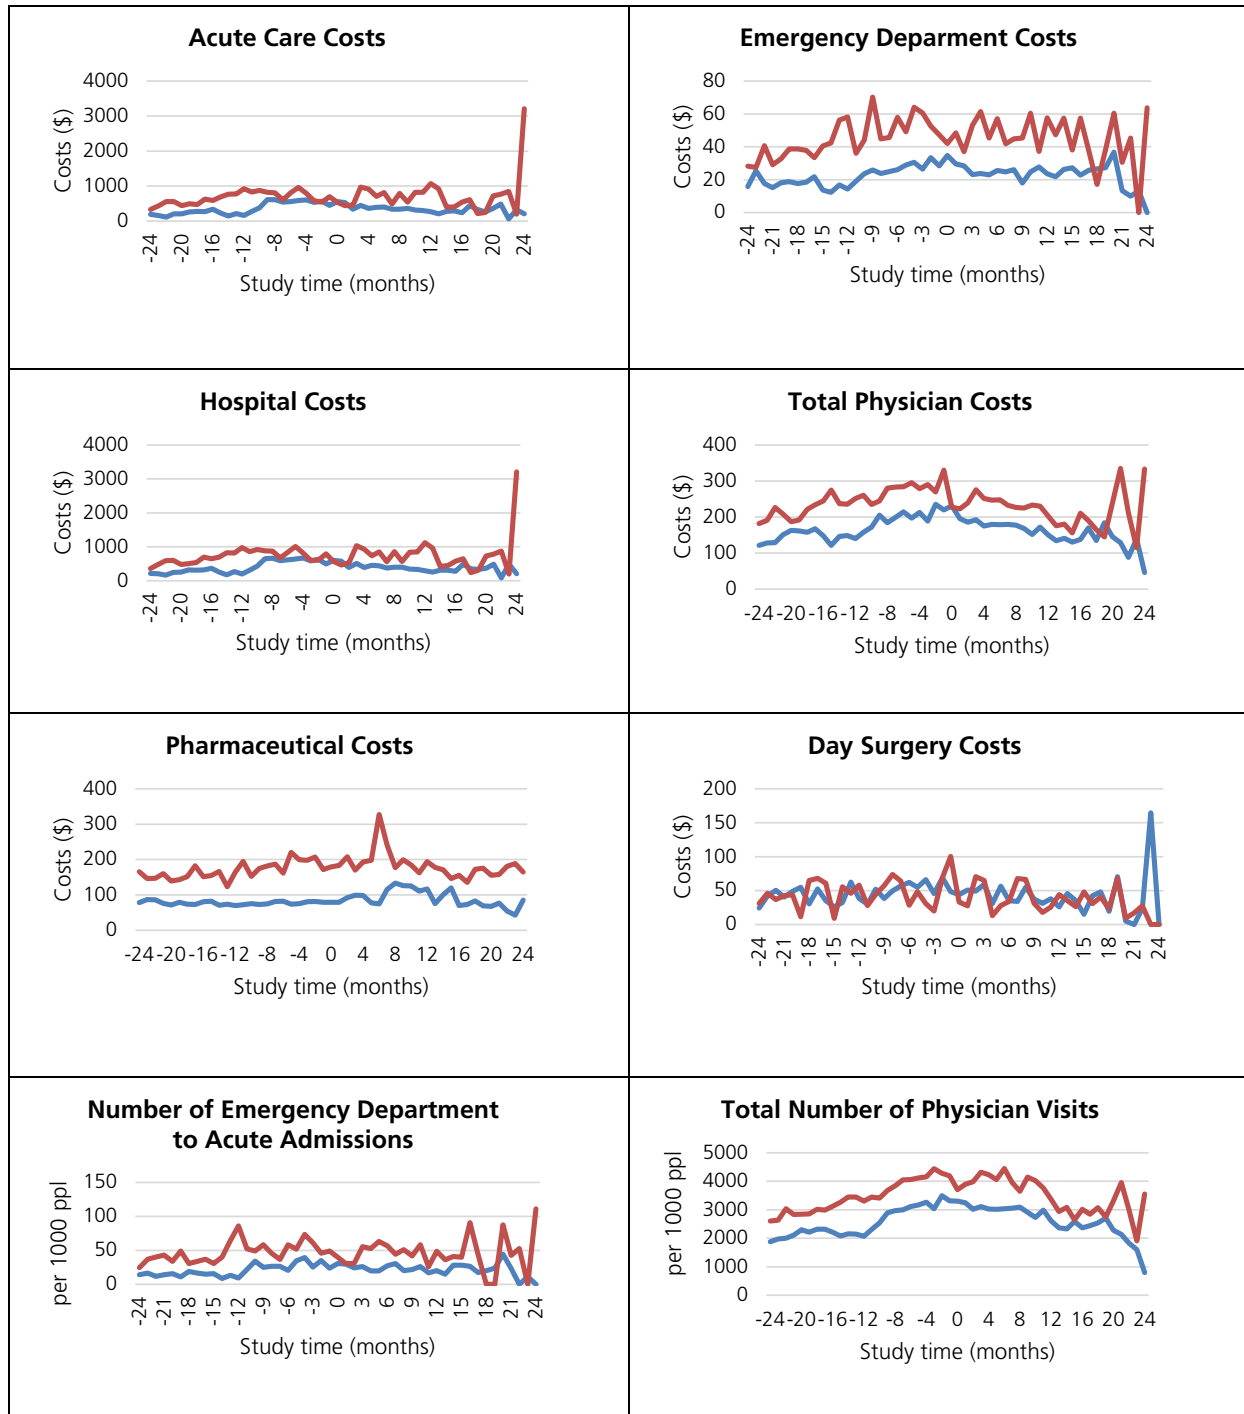 Acute Care Costs
4000
3000
2000
1000
0
Costs ($)
-24 -20 -16 -12 -8 -4 0 4 8 12 16 20 24
Study time (months)
Emergency Deparment Costs
80
60
40
20
0
Costs ($)
-24 -21 -18 -15 -12 -9 -6 -3 0 3 6 9 12 15 18 21 24
Study time (months)
Hospital Costs
4000
3000
2000
1000
0
Costs ($)
-24 -20 -16 -12 -8 -4 0 4 8 12 16 20 24
Study time (months)
Total Physician Costs
400
300
200
100
0
Costs ($)
-24 -20 -16 -12 -8 -4 0 4 8 12 16 20 24
Study time (months)
Pharmaceutical Costs
400
300
200
100
0
Costs ($)
-24 -20 -16 -12 -8 -4 0 4 8 12 16 20 24
Study time (months)
Day Surgery Costs
200
150
100
50
0
Costs ($)
-24 -21 -18 -15 -12 -9 -6 -3 0 3 6 9 12 15 18 21 24
Study time (months)
Number of Emergency Department
to Acute Admissions
150
100
50
0
per 1000 ppl
-24 -21 -18 -15 -12 -9 -6 -3 0 3 6 9 12 15 18 21 24
Study time (months)
Total Number of Physician Visits
5000
4000
3000
2000
1000
0
per 1000 ppl
-24 -20 -16 -12 -8 -4 0 4 8 12 16 20 24
Study time (months)